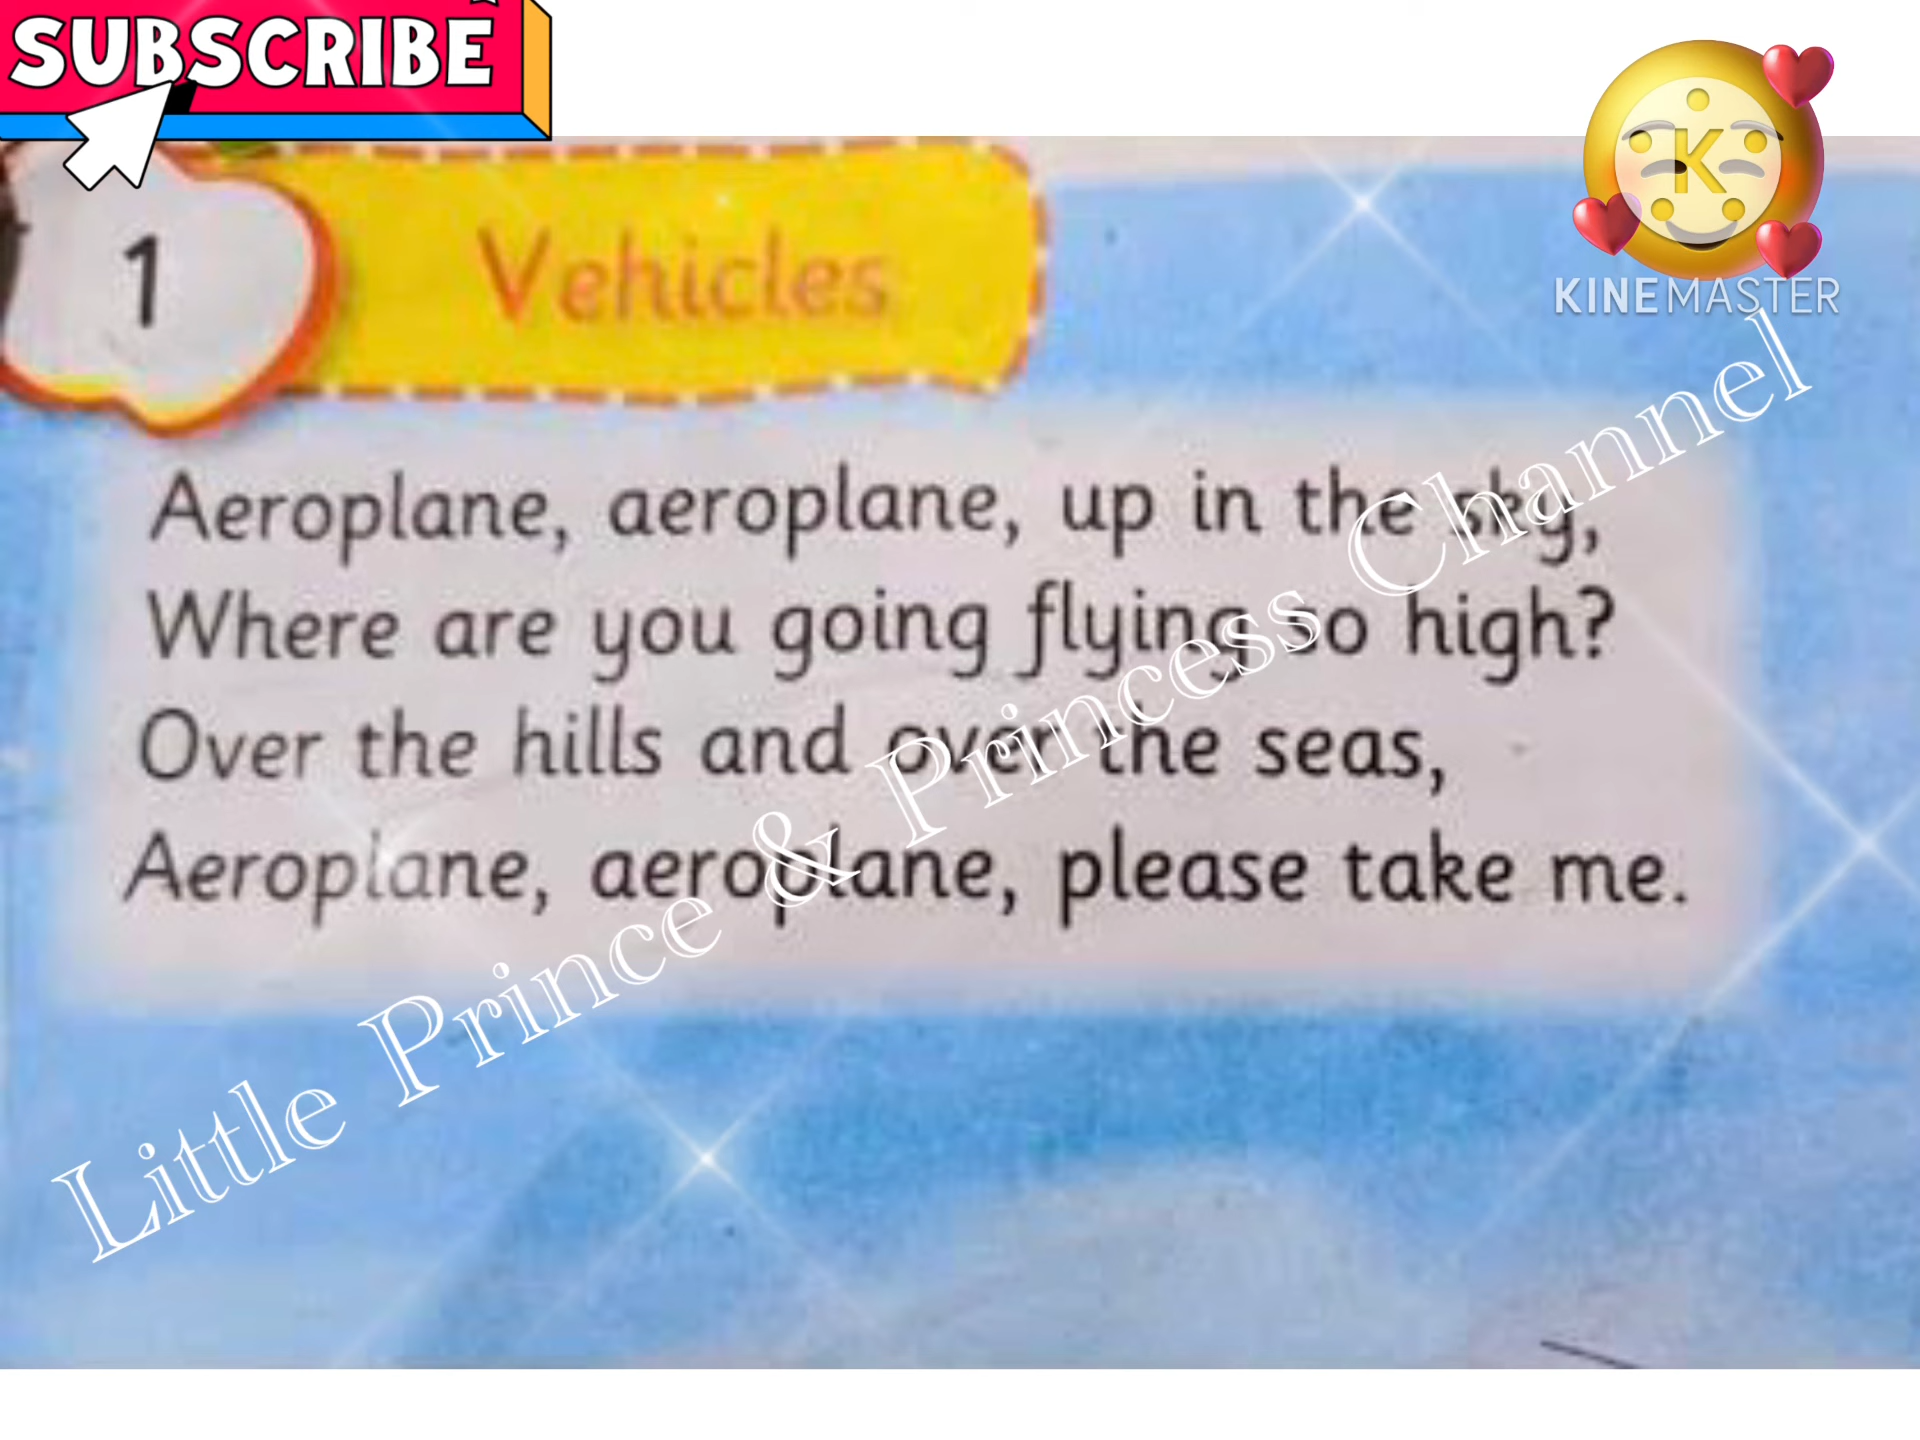 SUBSCRIBE
KINEMASTER
1
Vehicles
Aeroplane, aeroplane, up in the sky,
Where are you going flying so high?
Over the hills and over the seas,
Aeroplane, aeroplane, please take me.
Little Prince & Princess Channel